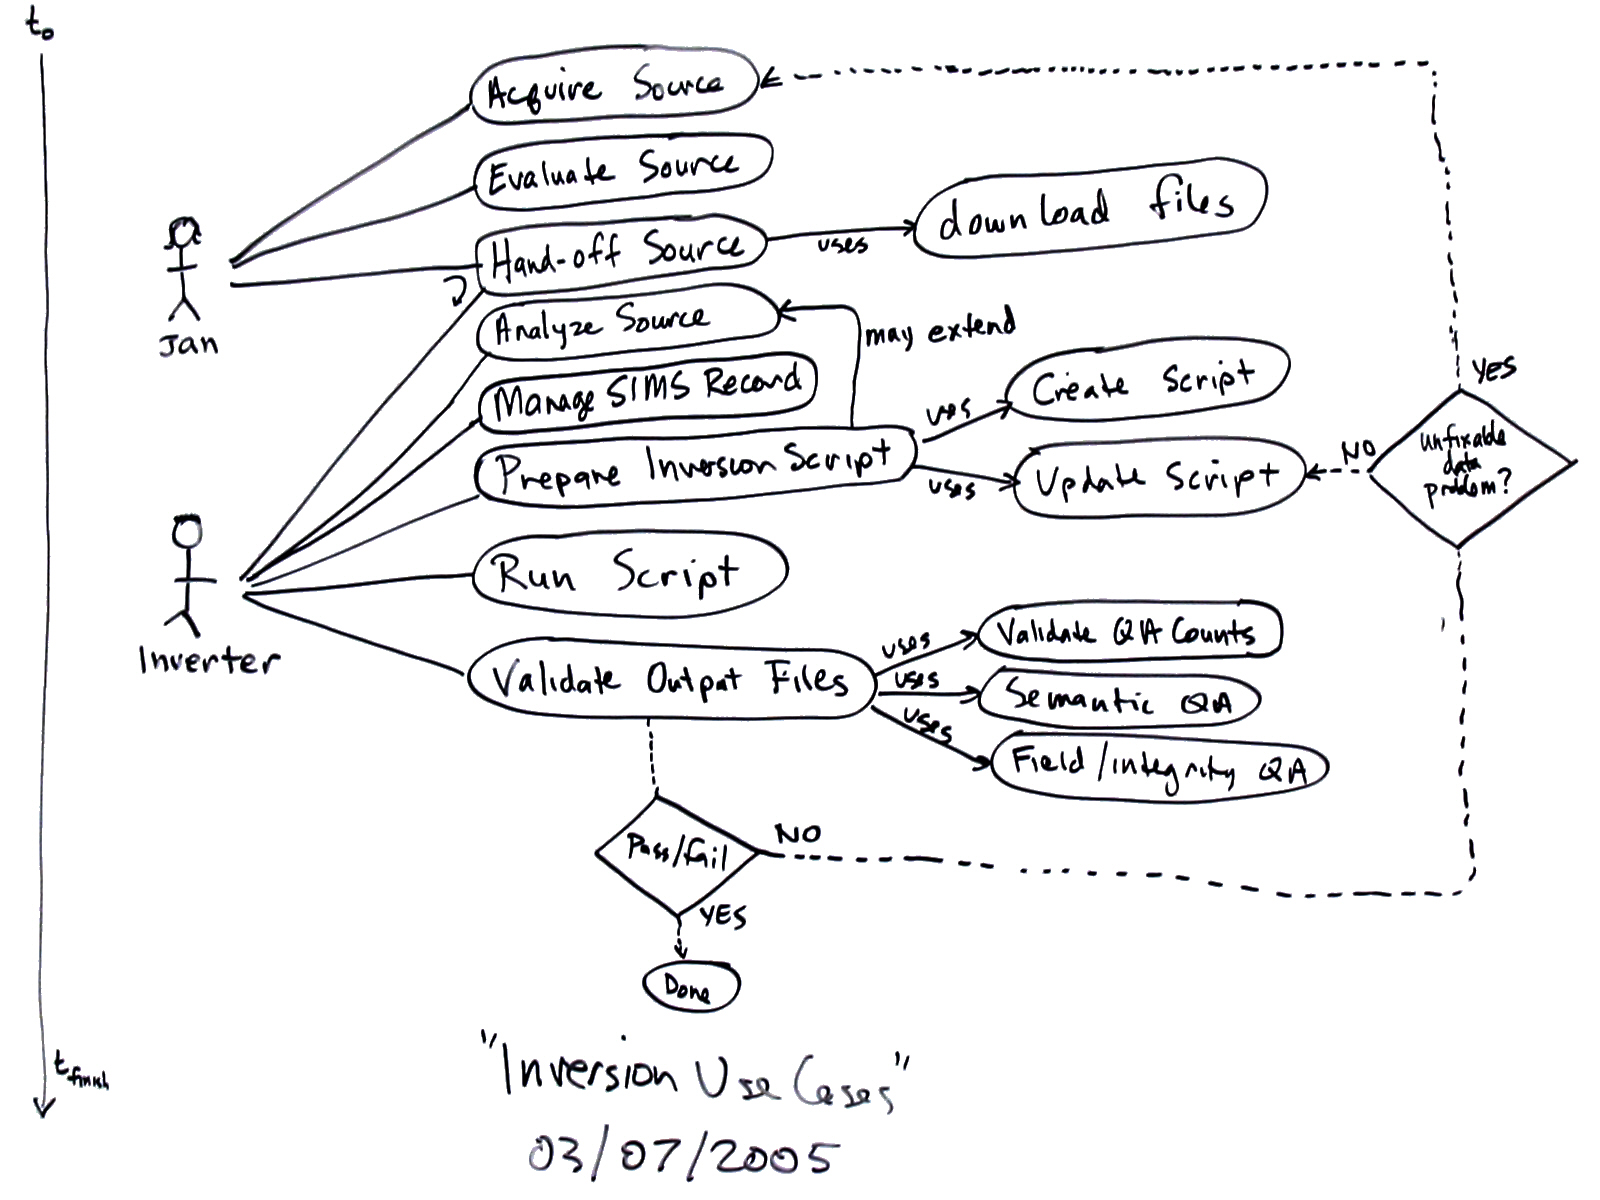 t₀
Acquire Source
Evaluate Source
Hand-off Source
uses
download files
Jan
Analyze Source
may extend
Manage SIMS Record
uses
Create Script
YES
Prepare Inversion Script
uses
Update Script
NO
Unfixable
data
problem?
Run Script
Inverter
Validate Output Files
uses
Validate QA Counts
uses
Semantic QA
uses
Field/integrity QA
Pass/fail
NO
YES
Done
t finish
"Inversion Use Cases"
03/07/2005